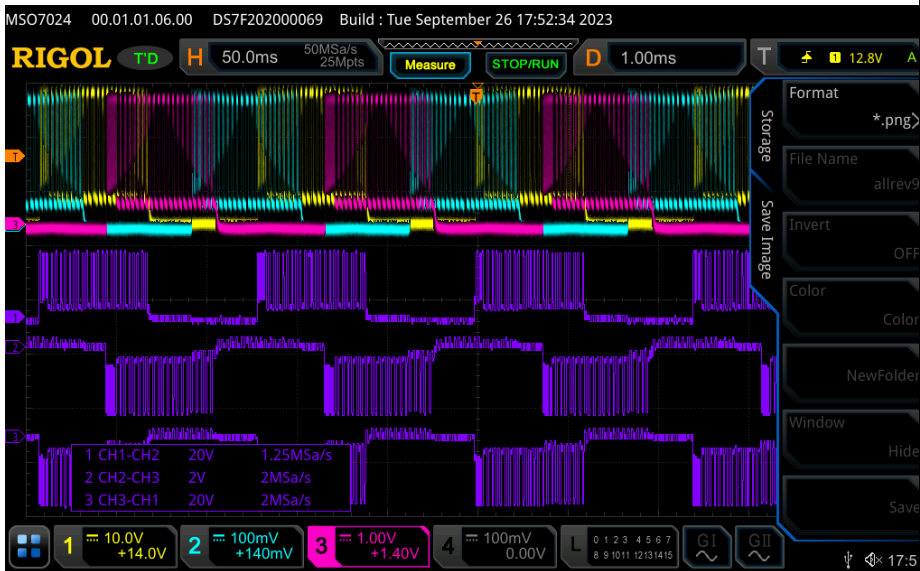 MSO7024 00.01.01.06.00 DS7F202000069 Build : Tue September 26 17:52:34 2023
RIGOL T'D H 50.0ms 50MSa/s 25Mpts Measure STOP/RUN D 1.00ms T 1 12.8V A
T
Format
*.png
Storage
File Name
allrev9
T
3
Save Image
Invert
OFF
Color
Color
1
2
NewFolder
Window
Hide
3
1 CH1-CH2 20V 1.25MSa/s
2 CH2-CH3 2V 2MSa/s
3 CH3-CH1 20V 2MSa/s
Save
1 10.0V +14.0V
2 100mV +140mV
3 1.00V +1.40V
4 100mV 0.00V
L 0 1 2 3 4 5 6 7
8 9 10 11 12 13 14 15
GI GII
17:5